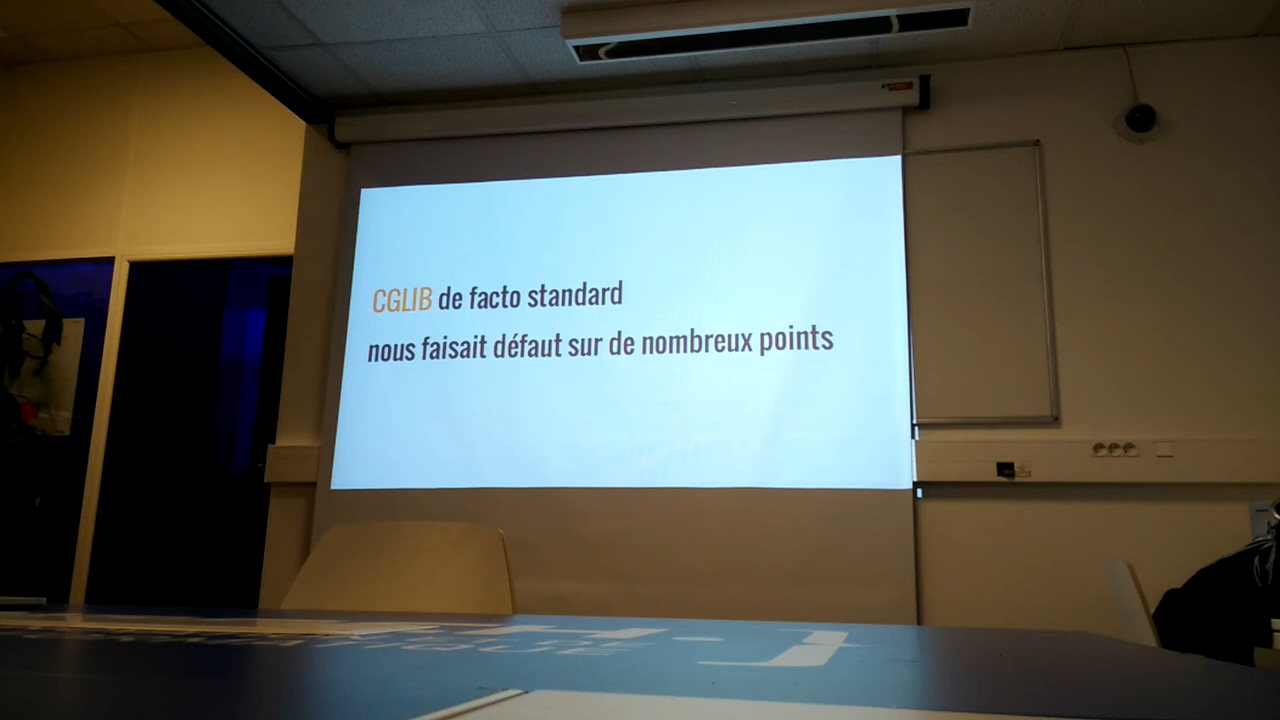 CGLIB de facto standard
nous faisait défaut sur de nombreux points